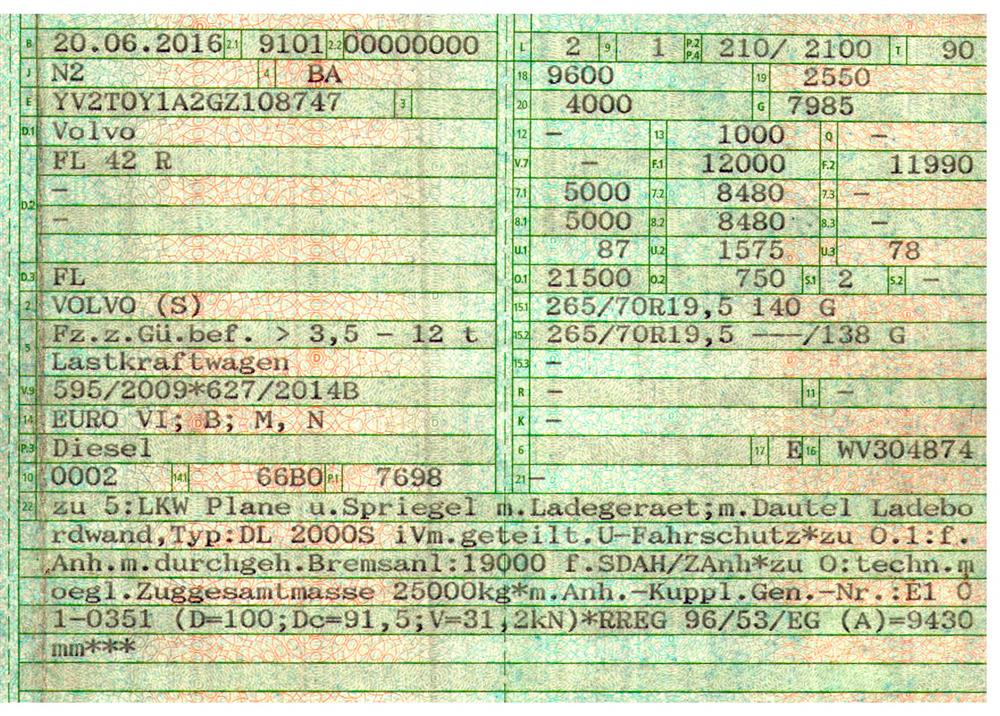 B 20.06.2016 2.1 9101 2.2 00000000
J N2 4 BA
E YV2T0Y1A2GZ108747 3
D.1 Volvo
FL 42 R
D.2 –
–
D.3 FL
2 VOLVO (S)
5 Fz.z.Gü.bef. > 3,5 – 12 t
Lastkraftwagen
V.9 595/2009*627/2014B
14 EURO VI; B; M, N
P.3 Diesel
10 0002 14.1 66B0 P.1 7698
L 2 9 1 P.2 P.4 210/ 2100 T 90
18 9600 19 2550
20 4000 G 7985
12 – 13 1000 Q –
V.7 – F.1 12000 F.2 11990
7.1 5000 7.2 8480 7.3 –
8.1 5000 8.2 8480 8.3 –
U.1 87 U.2 1575 U.3 78
O.1 21500 O.2 750 S.1 2 S.2 –
15.1 265/70R19,5 140 G
15.2 265/70R19,5 ---/138 G
15.3 –
R – 11 –
K –
6 17 E 16 WV304874
21 –
22 zu 5:LKW Plane u.Spriegel m.Ladegeraet;m.Dautel Ladebo
rdwand,Typ:DL 2000S iVm.geteilt.U-Fahrschutz*zu O.1:f.
Anh.m.durchgeh.Bremsanl:19000 f.SDAH/ZAnh*zu O:techn.m
oegl.Zuggesamtmasse 25000kg*m.Anh.-Kuppl.Gen.-Nr.:E1 0
1-0351 (D=100;Dc=91,5;V=31,2kN)*RREG 96/53/EG (A)=9430
mm***